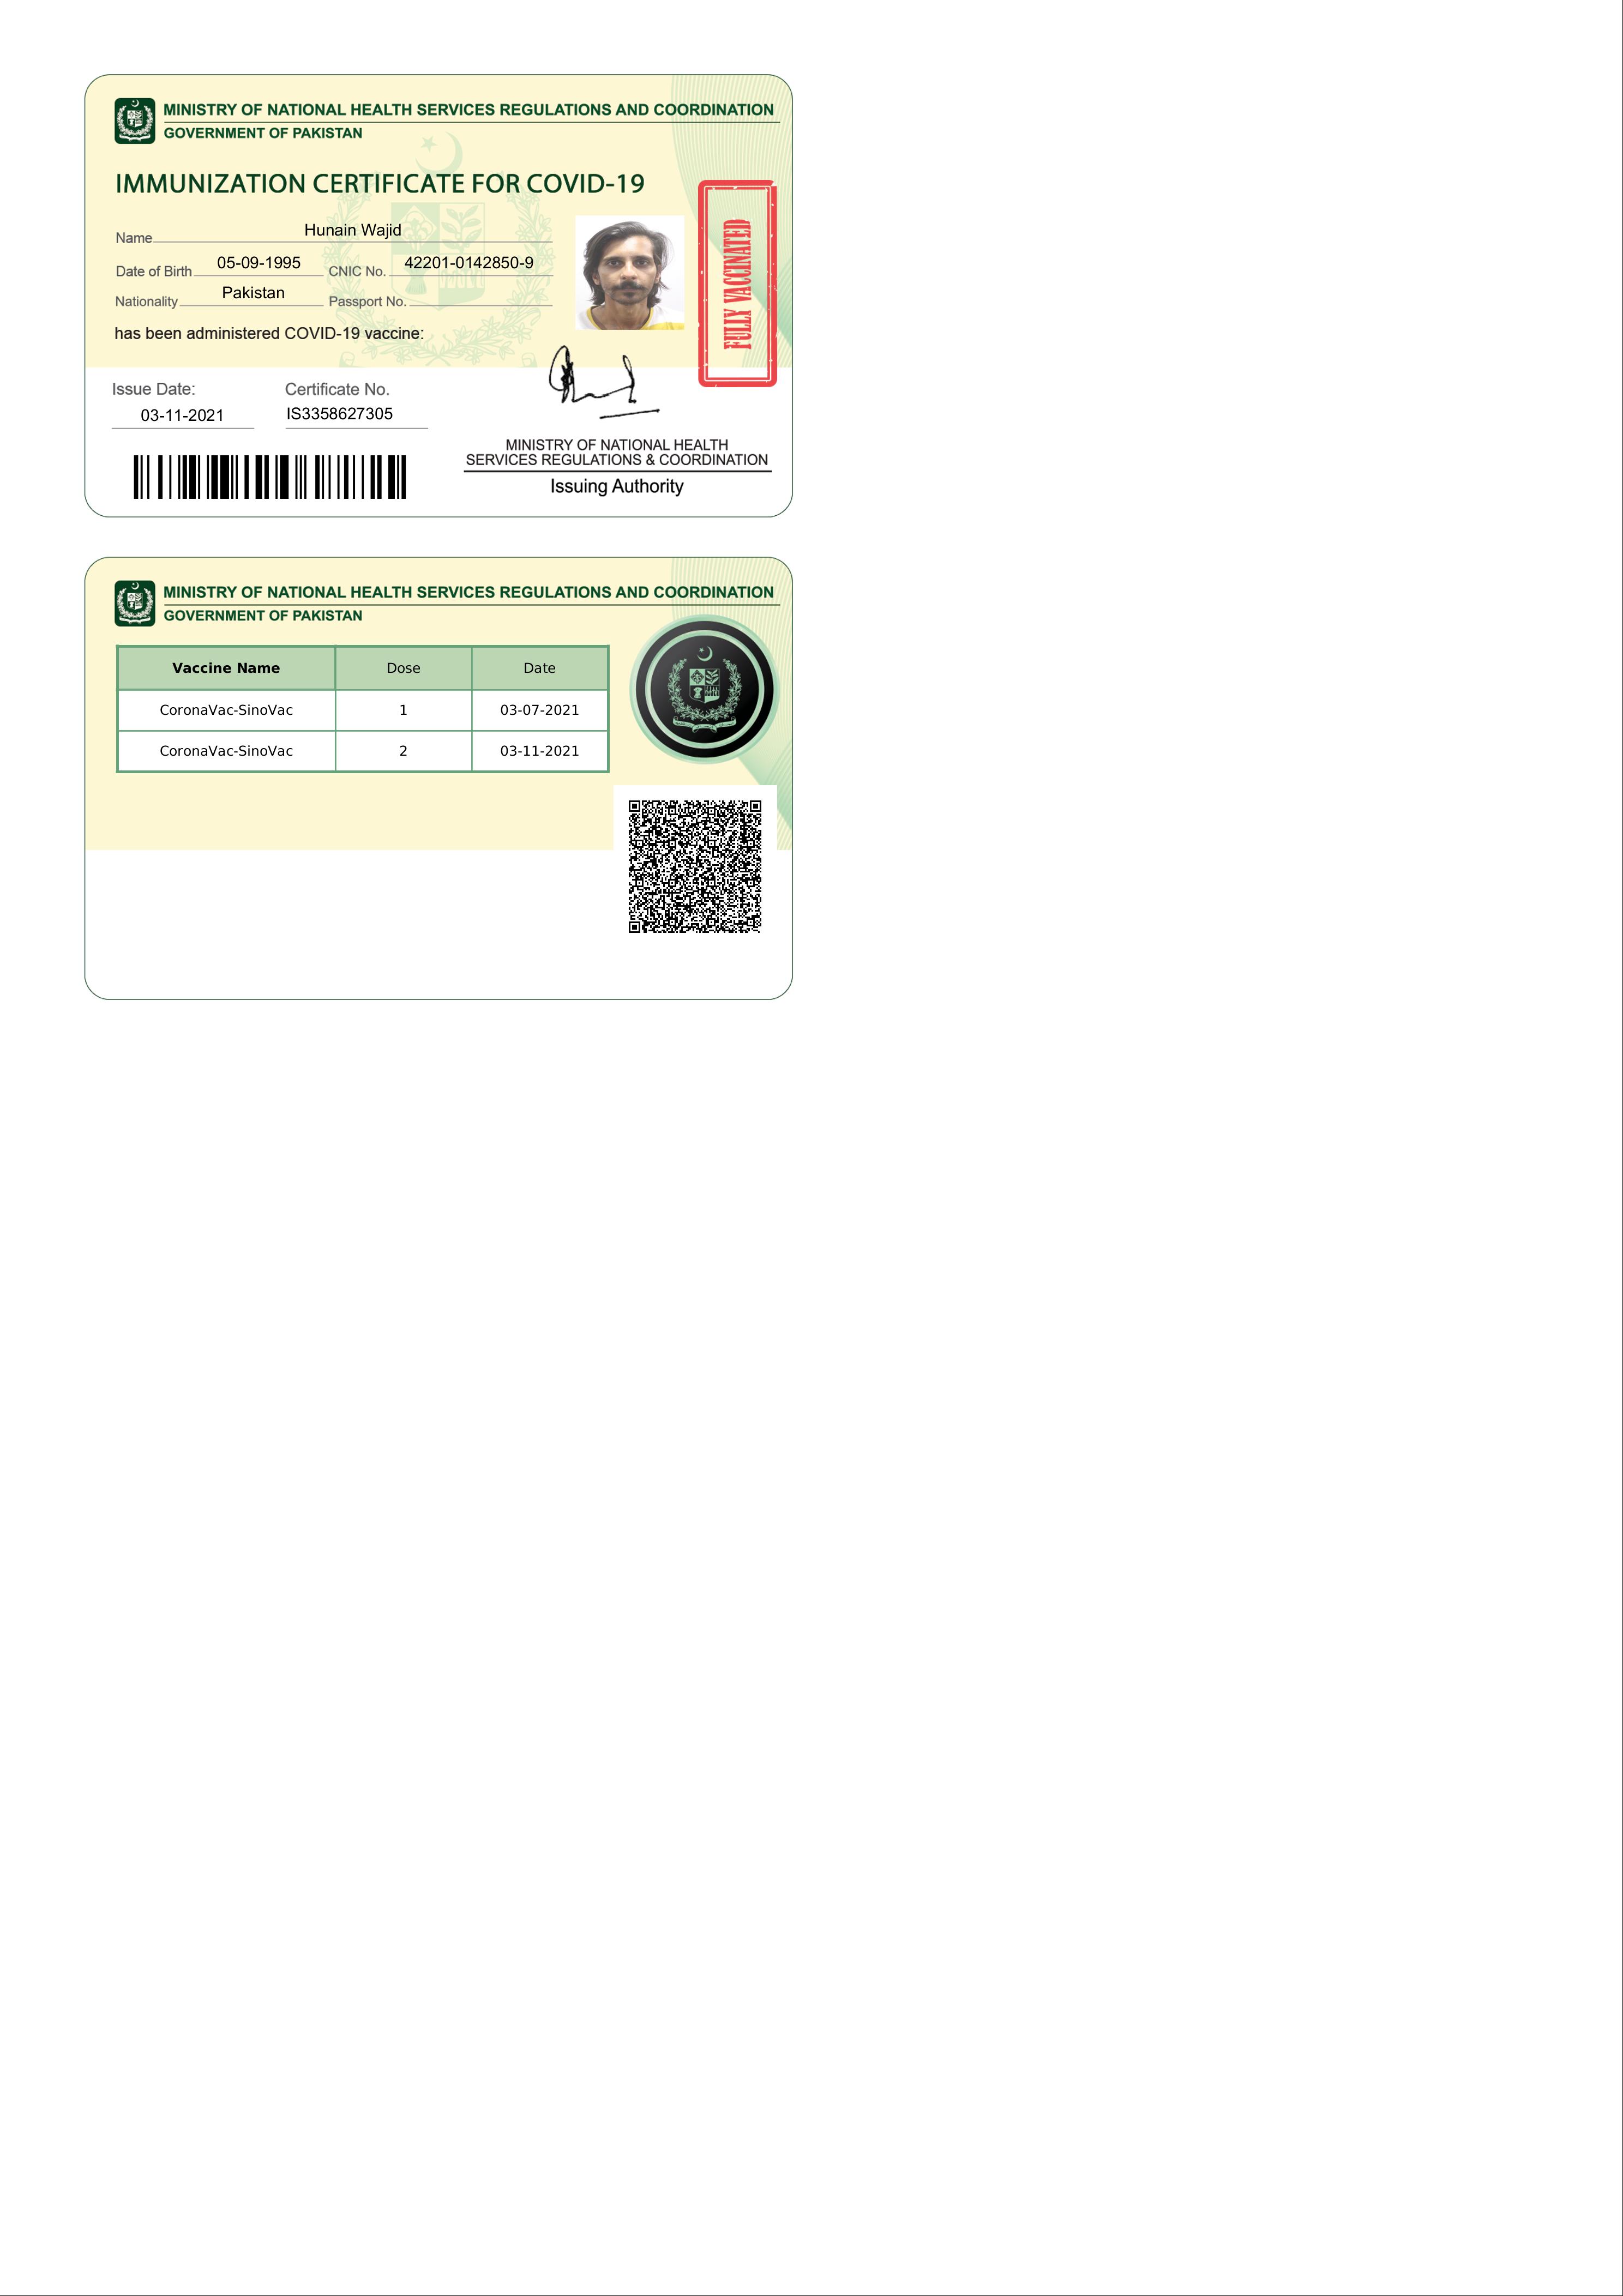 MINISTRY OF NATIONAL HEALTH SERVICES REGULATIONS AND COORDINATION
GOVERNMENT OF PAKISTAN
IMMUNIZATION CERTIFICATE FOR COVID-19
Name Hunain Wajid
Date of Birth 05-09-1995 CNIC No. 42201-0142850-9
Nationality Pakistan Passport No.
has been administered COVID-19 vaccine:
FULLY VACCINATED
Issue Date: Certificate No.
03-11-2021 IS3358627305
MINISTRY OF NATIONAL HEALTH
SERVICES REGULATIONS & COORDINATION
Issuing Authority
MINISTRY OF NATIONAL HEALTH SERVICES REGULATIONS AND COORDINATION
GOVERNMENT OF PAKISTAN
Vaccine Name Dose Date
CoronaVac-SinoVac 1 03-07-2021
CoronaVac-SinoVac 2 03-11-2021